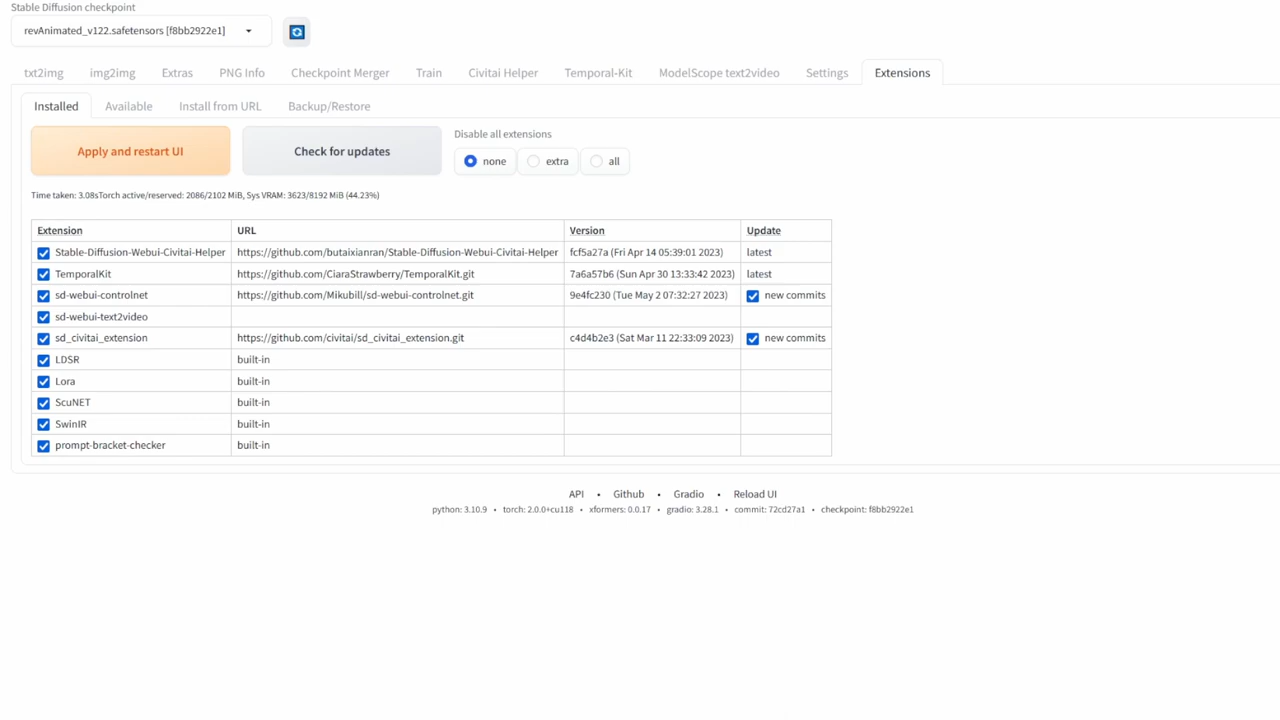 Stable Diffusion checkpoint
revAnimated_v122.safetensors [f8bb2922e1]
txt2img img2img Extras PNG Info Checkpoint Merger Train Civitai Helper Temporal-Kit ModelScope text2video Settings Extensions
Installed Available Install from URL Backup/Restore
Apply and restart UI Check for updates Disable all extensions
none extra all
Time taken: 3.08sTorch active/reserved: 2086/2102 MiB, Sys VRAM: 3623/8192 MiB (44.23%)
Extension URL Version Update
Stable-Diffusion-Webui-Civitai-Helper https://github.com/butaixianran/Stable-Diffusion-Webui-Civitai-Helper fcf5a27a (Fri Apr 14 05:39:01 2023) latest
TemporalKit https://github.com/CiaraStrawberry/TemporalKit.git 7a6a57b6 (Sun Apr 30 13:33:42 2023) latest
sd-webui-controlnet https://github.com/Mikubill/sd-webui-controlnet.git 9e4fc230 (Tue May 2 07:32:27 2023) new commits
sd-webui-text2video
sd_civitai_extension https://github.com/civitai/sd_civitai_extension.git c4d4b2e3 (Sat Mar 11 22:33:09 2023) new commits
LDSR built-in
Lora built-in
ScuNET built-in
SwinIR built-in
prompt-bracket-checker built-in
API • Github • Gradio • Reload UI
python: 3.10.9 • torch: 2.0.0+cu118 • xformers: 0.0.17 • gradio: 3.28.1 • commit: 72cd27a1 • checkpoint: f8bb2922e1